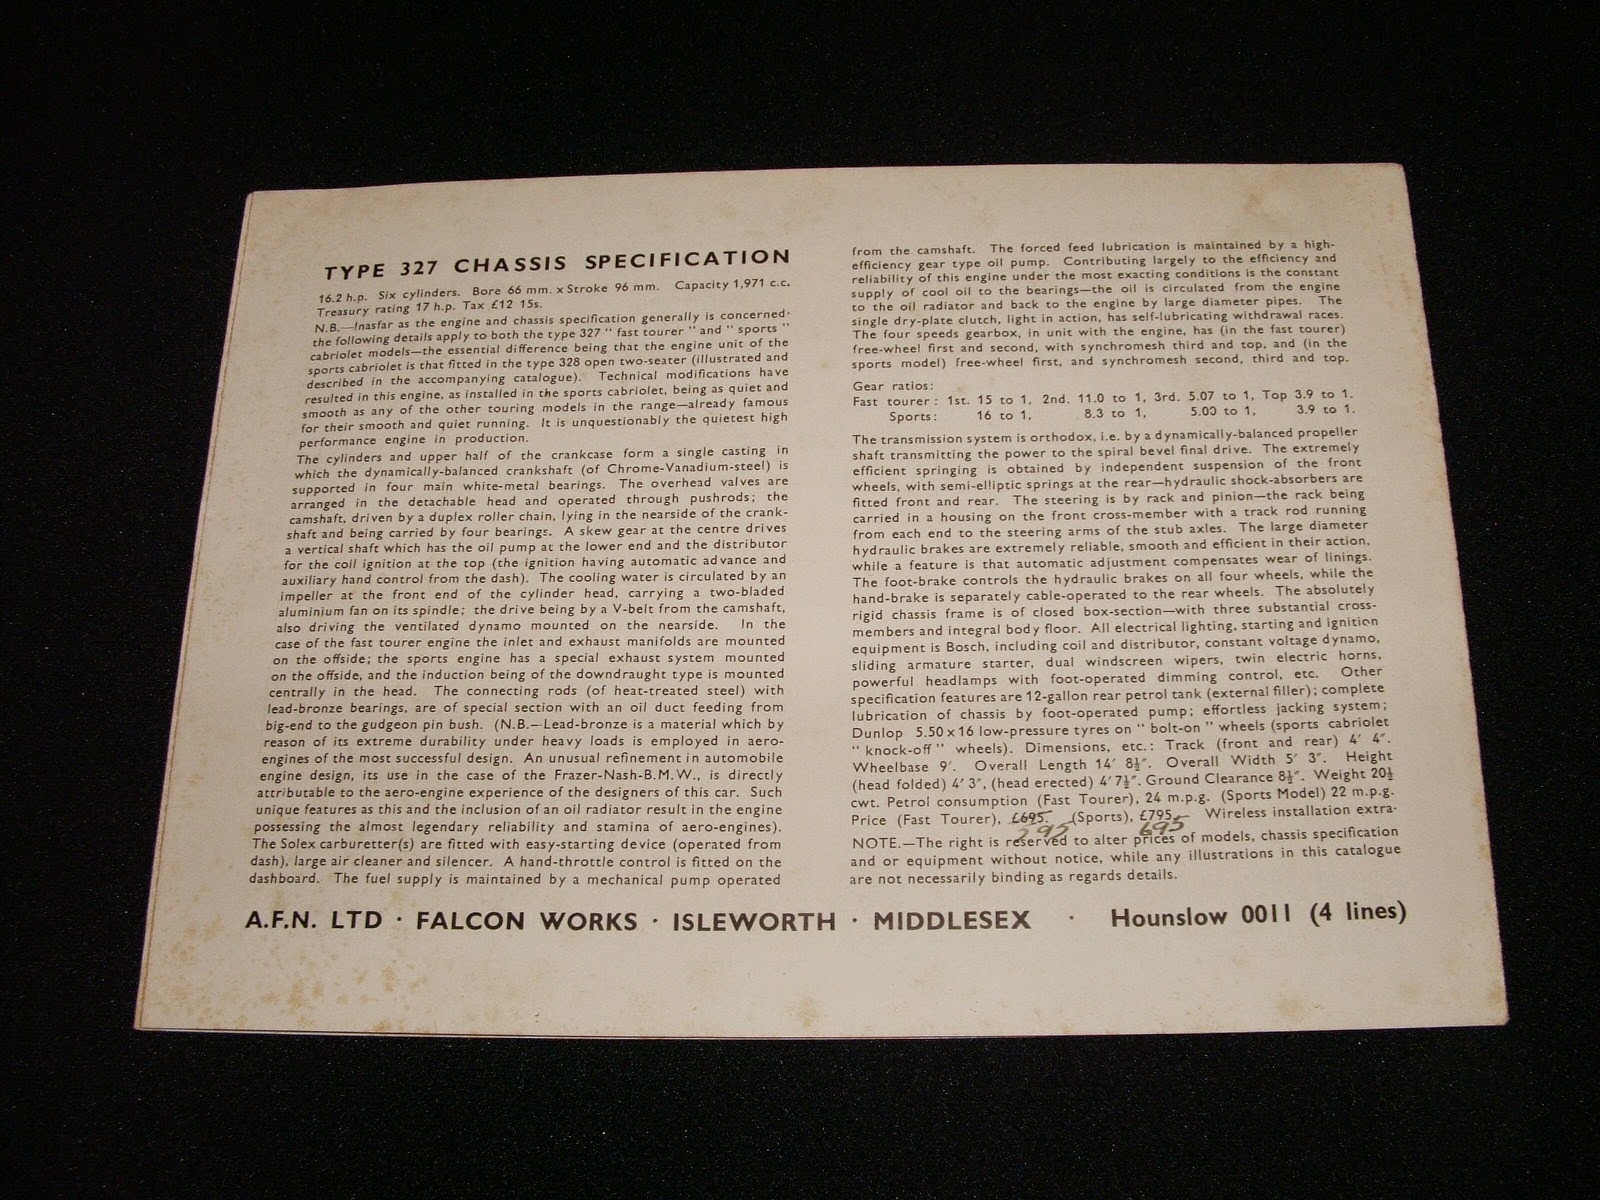 TYPE 327 CHASSIS SPECIFICATION
16.2 h.p. Six cylinders. Bore 66 mm. x Stroke 96 mm. Capacity 1,971 c.c.
Treasury rating 17 h.p. Tax £12 15s.
N.B.—Inasfar as the engine and chassis specification generally is concerned·
the following details apply to both the type 327 " fast tourer " and " sports "
cabriolet models—the essential difference being that the engine unit of the
sports cabriolet is that fitted in the type 328 open two-seater (illustrated and
described in the accompanying catalogue). Technical modifications have
resulted in this engine, as installed in the sports cabriolet, being as quiet and
smooth as any of the other touring models in the range—already famous
for their smooth and quiet running. It is unquestionably the quietest high
performance engine in production.
The cylinders and upper half of the crankcase form a single casting in
which the dynamically-balanced crankshaft (of Chrome-Vanadium-steel) is
supported in four main white-metal bearings. The overhead valves are
arranged in the detachable head and operated through pushrods; the
camshaft, driven by a duplex roller chain, lying in the nearside of the crank-
shaft and being carried by four bearings. A skew gear at the centre drives
a vertical shaft which has the oil pump at the lower end and the distributor
for the coil ignition at the top (the ignition having automatic advance and
auxiliary hand control from the dash). The cooling water is circulated by an
impeller at the front end of the cylinder head, carrying a two-bladed
aluminium fan on its spindle; the drive being by a V-belt from the camshaft,
also driving the ventilated dynamo mounted on the nearside. In the
case of the fast tourer engine the inlet and exhaust manifolds are mounted
on the offside; the sports engine has a special exhaust system mounted
on the offside, and the induction being of the downdraught type is mounted
centrally in the head. The connecting rods (of heat-treated steel) with
lead-bronze bearings, are of special section with an oil duct feeding from
big-end to the gudgeon pin bush. (N.B.—Lead-bronze is a material which by
reason of its extreme durability under heavy loads is employed in aero-
engines of the most successful design. An unusual refinement in automobile
engine design, its use in the case of the Frazer-Nash-B.M.W., is directly
attributable to the aero-engine experience of the designers of this car. Such
unique features as this and the inclusion of an oil radiator result in the engine
possessing the almost legendary reliability and stamina of aero-engines).
The Solex carburetter(s) are fitted with easy-starting device (operated from
dash), large air cleaner and silencer. A hand-throttle control is fitted on the
dashboard. The fuel supply is maintained by a mechanical pump operated
from the camshaft. The forced feed lubrication is maintained by a high-
efficiency gear type oil pump. Contributing largely to the efficiency and
reliability of this engine under the most exacting conditions is the constant
supply of cool oil to the bearings—the oil is circulated from the engine
to the oil radiator and back to the engine by large diameter pipes. The
single dry-plate clutch, light in action, has self-lubricating withdrawal races.
The four speeds gearbox, in unit with the engine, has (in the fast tourer)
free-wheel first and second, with synchromesh third and top, and (in the
sports model) free-wheel first, and synchromesh second, third and top.
Gear ratios:
Fast tourer: 1st. 15 to 1, 2nd. 11.0 to 1, 3rd. 5.07 to 1, Top 3.9 to 1.
Sports: 16 to 1, 8.3 to 1, 5.00 to 1, 3.9 to 1.
The transmission system is orthodox, i.e. by a dynamically-balanced propeller
shaft transmitting the power to the spiral bevel final drive. The extremely
efficient springing is obtained by independent suspension of the front
wheels, with semi-elliptic springs at the rear—hydraulic shock-absorbers are
fitted front and rear. The steering is by rack and pinion—the rack being
carried in a housing on the front cross-member with a track rod running
from each end to the steering arms of the stub axles. The large diameter
hydraulic brakes are extremely reliable, smooth and efficient in their action,
while a feature is that automatic adjustment compensates wear of linings.
The foot-brake controls the hydraulic brakes on all four wheels, while the
hand-brake is separately cable-operated to the rear wheels. The absolutely
rigid chassis frame is of closed box-section—with three substantial cross-
members and integral body floor. All electrical lighting, starting and ignition
equipment is Bosch, including coil and distributor, constant voltage dynamo,
sliding armature starter, dual windscreen wipers, twin electric horns,
powerful headlamps with foot-operated dimming control, etc. Other
specification features are 12-gallon rear petrol tank (external filler); complete
lubrication of chassis by foot-operated pump; effortless jacking system;
Dunlop 5.50 x 16 low-pressure tyres on " bolt-on " wheels (sports cabriolet
" knock-off " wheels). Dimensions, etc.: Track (front and rear) 4' 4".
Wheelbase 9'. Overall Length 14' 8½". Overall Width 5' 3". Height
(head folded) 4' 3", (head erected) 4' 7½". Ground Clearance 8½". Weight 20½
cwt. Petrol consumption (Fast Tourer), 24 m.p.g. (Sports Model) 22 m.p.g.
Price (Fast Tourer), £695. (Sports), £795. Wireless installation extra.
695
NOTE.—The right is reserved to alter prices of models, chassis specification
and or equipment without notice, while any illustrations in this catalogue
are not necessarily binding as regards details.
A.F.N. LTD · FALCON WORKS · ISLEWORTH · MIDDLESEX · Hounslow 0011 (4 lines)